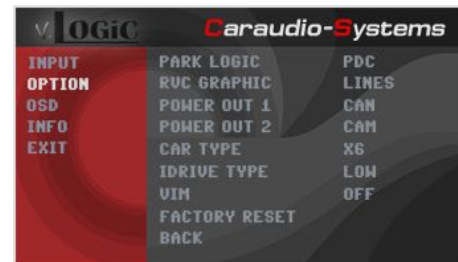 v.LOGiC Caraudio-Systems
INPUT PARK LOGIC PDC
OPTION RVC GRAPHIC LINES
OSD POWER OUT 1 CAN
INFO POWER OUT 2 CAM
EXIT CAR TYPE X6
IDRIVE TYPE LOW
VIM OFF
FACTORY RESET
BACK